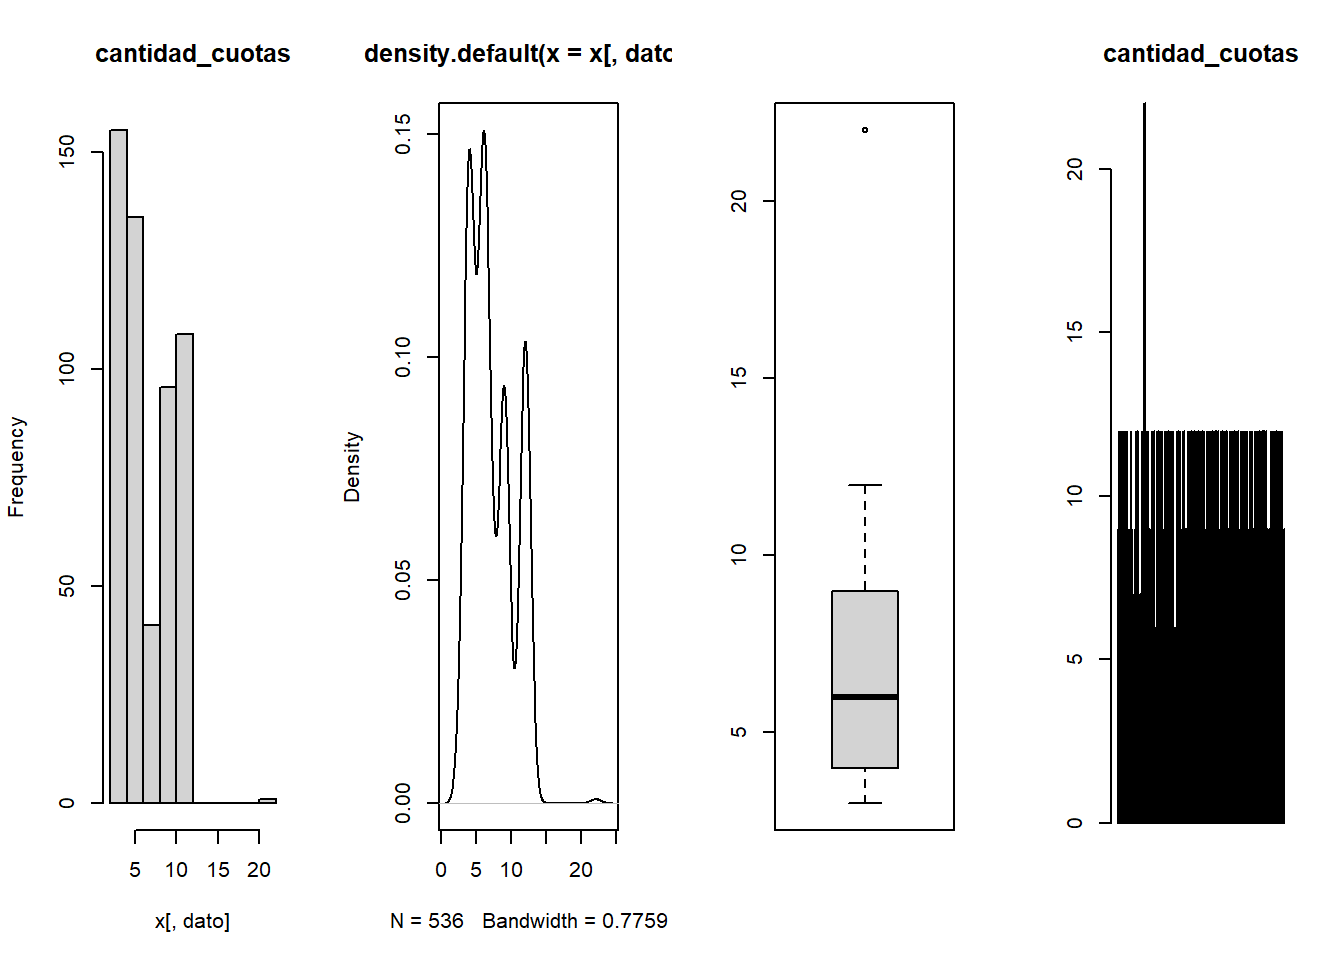 cantidad_cuotas
Frequency
0
50
100
150
5 10 15 20
x[, dato]
density.default(x = x[, dato
Density
0.00
0.05
0.10
0.15
0 5 10 20
N = 536 Bandwidth = 0.7759
5
10
15
20
cantidad_cuotas
0
5
10
15
20